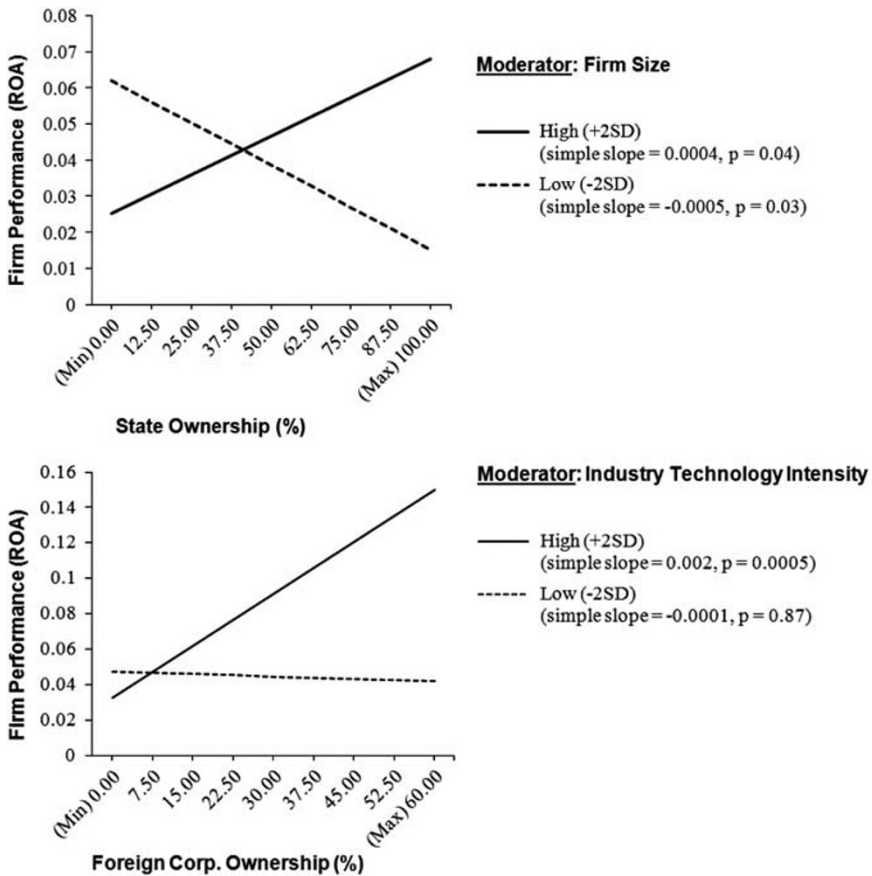 0.08
0.07
0.06
0.05
0.04
0.03
0.02
0.01
0
Firm Performance (ROA)
(Min) 0.00
12.50
25.00
37.50
50.00
62.50
75.00
87.50
(Max) 100.00
State Ownership (%)
Moderator: Firm Size
High (+2SD)
(simple slope = 0.0004, p = 0.04)
Low (-2SD)
(simple slope = -0.0005, p = 0.03)
0.16
0.14
0.12
0.1
0.08
0.06
0.04
0.02
0
Firm Performance (ROA)
(Min) 0.00
7.50
15.00
22.50
30.00
37.50
45.00
52.50
(Max) 60.00
Foreign Corp. Ownership (%)
Moderator: Industry Technology Intensity
High (+2SD)
(simple slope = 0.002, p = 0.0005)
Low (-2SD)
(simple slope = -0.0001, p = 0.87)